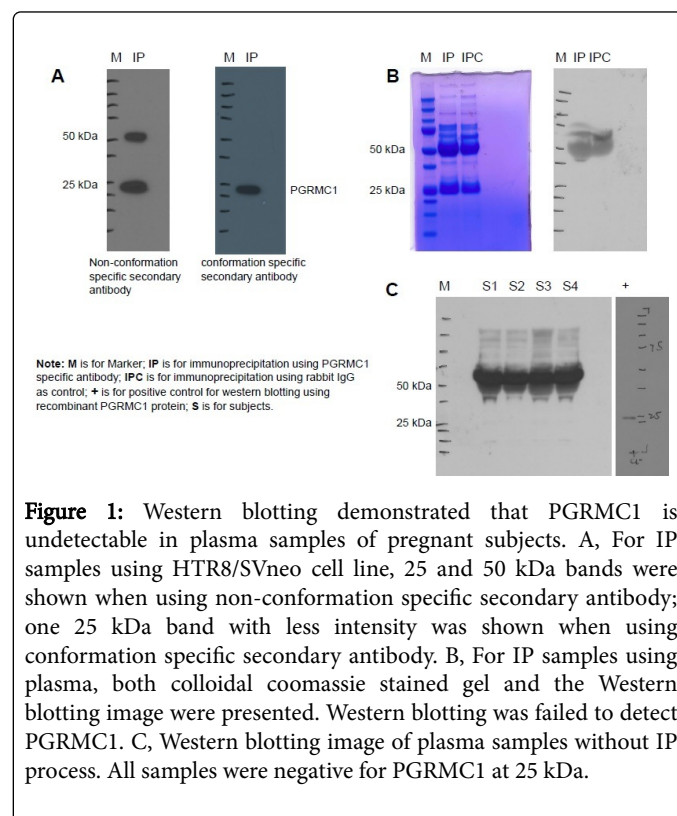 M IP
M IP
A
50 kDa
25 kDa
PGRMC1
Non-conformation
specific secondary
antibody
conformation specific
secondary antibody
M IP IPC
M IP IPC
B
50 kDa
25 kDa
C
M S1 S2 S3 S4 +
50 kDa
25 kDa
75
25
Note: M is for Marker; IP is for immunoprecipitation using PGRMC1
specific antibody; IPC is for immunoprecipitation using rabbit IgG
as control; + is for positive control for western blotting using
recombinant PGRMC1 protein; S is for subjects.
Figure 1: Western blotting demonstrated that PGRMC1 is
undetectable in plasma samples of pregnant subjects. A, For IP
samples using HTR8/SVneo cell line, 25 and 50 kDa bands were
shown when using non-conformation specific secondary antibody;
one 25 kDa band with less intensity was shown when using
conformation specific secondary antibody. B, For IP samples using
plasma, both colloidal coomassie stained gel and the Western
blotting image were presented. Western blotting was failed to detect
PGRMC1. C, Western blotting image of plasma samples without IP
process. All samples were negative for PGRMC1 at 25 kDa.